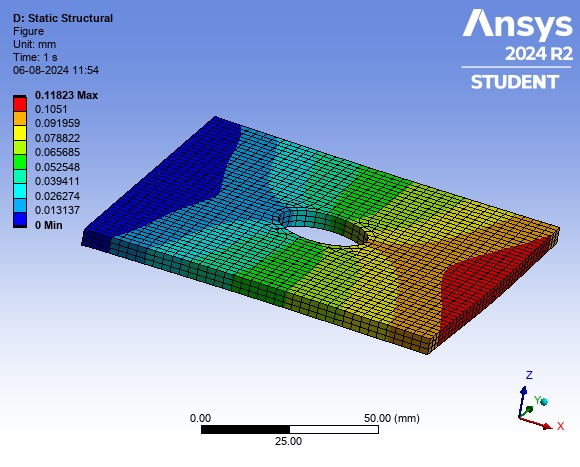 D: Static Structural
Figure
Unit: mm
Time: 1 s
06-08-2024 11:54
Ansys
2024 R2
STUDENT
0.11823 Max
0.1051
0.091959
0.078822
0.065685
0.052548
0.039411
0.026274
0.013137
0 Min
0.00 50.00 (mm)
25.00
Z
Y
X